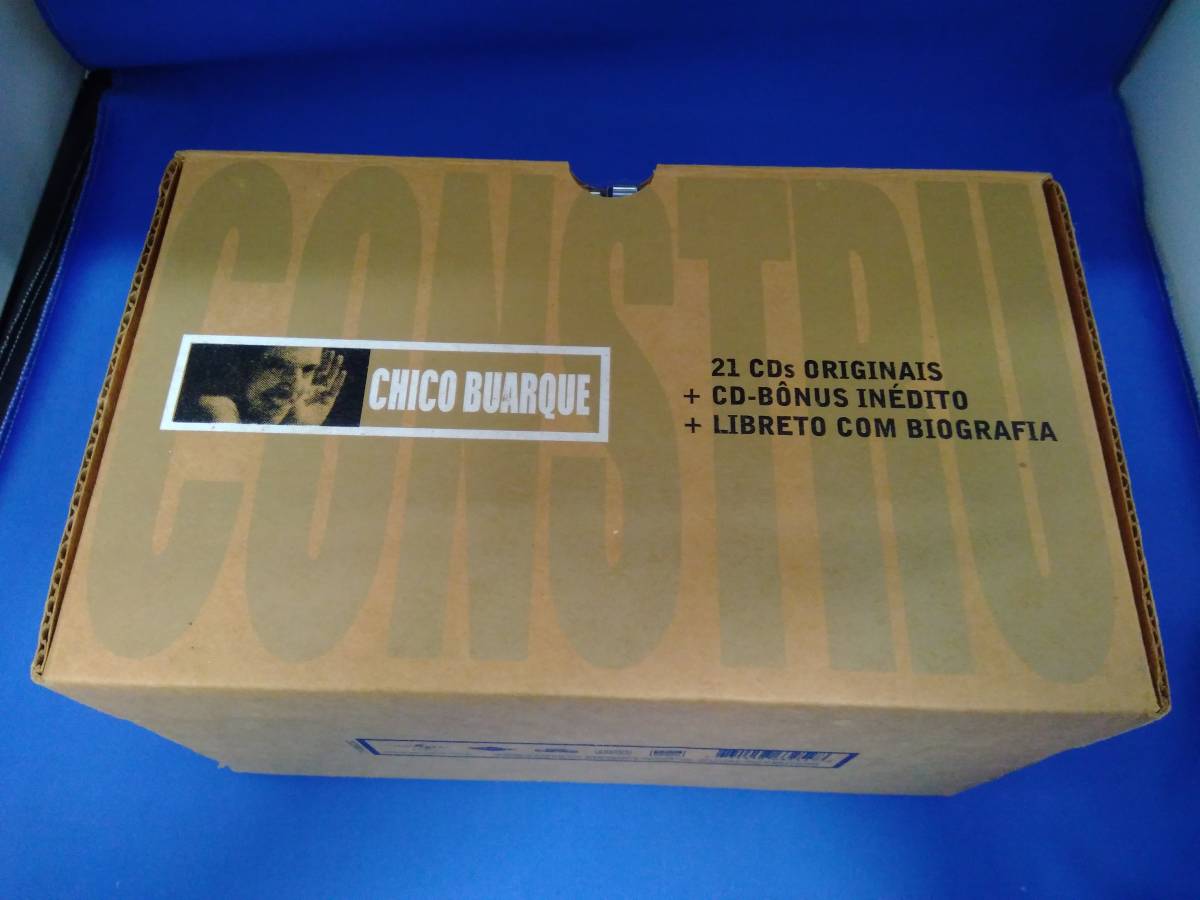 CONSTRU
CHICO BUARQUE
21 CDs ORIGINAIS
+ CD-BÔNUS INÉDITO
+ LIBRETO COM BIOGRAFIA